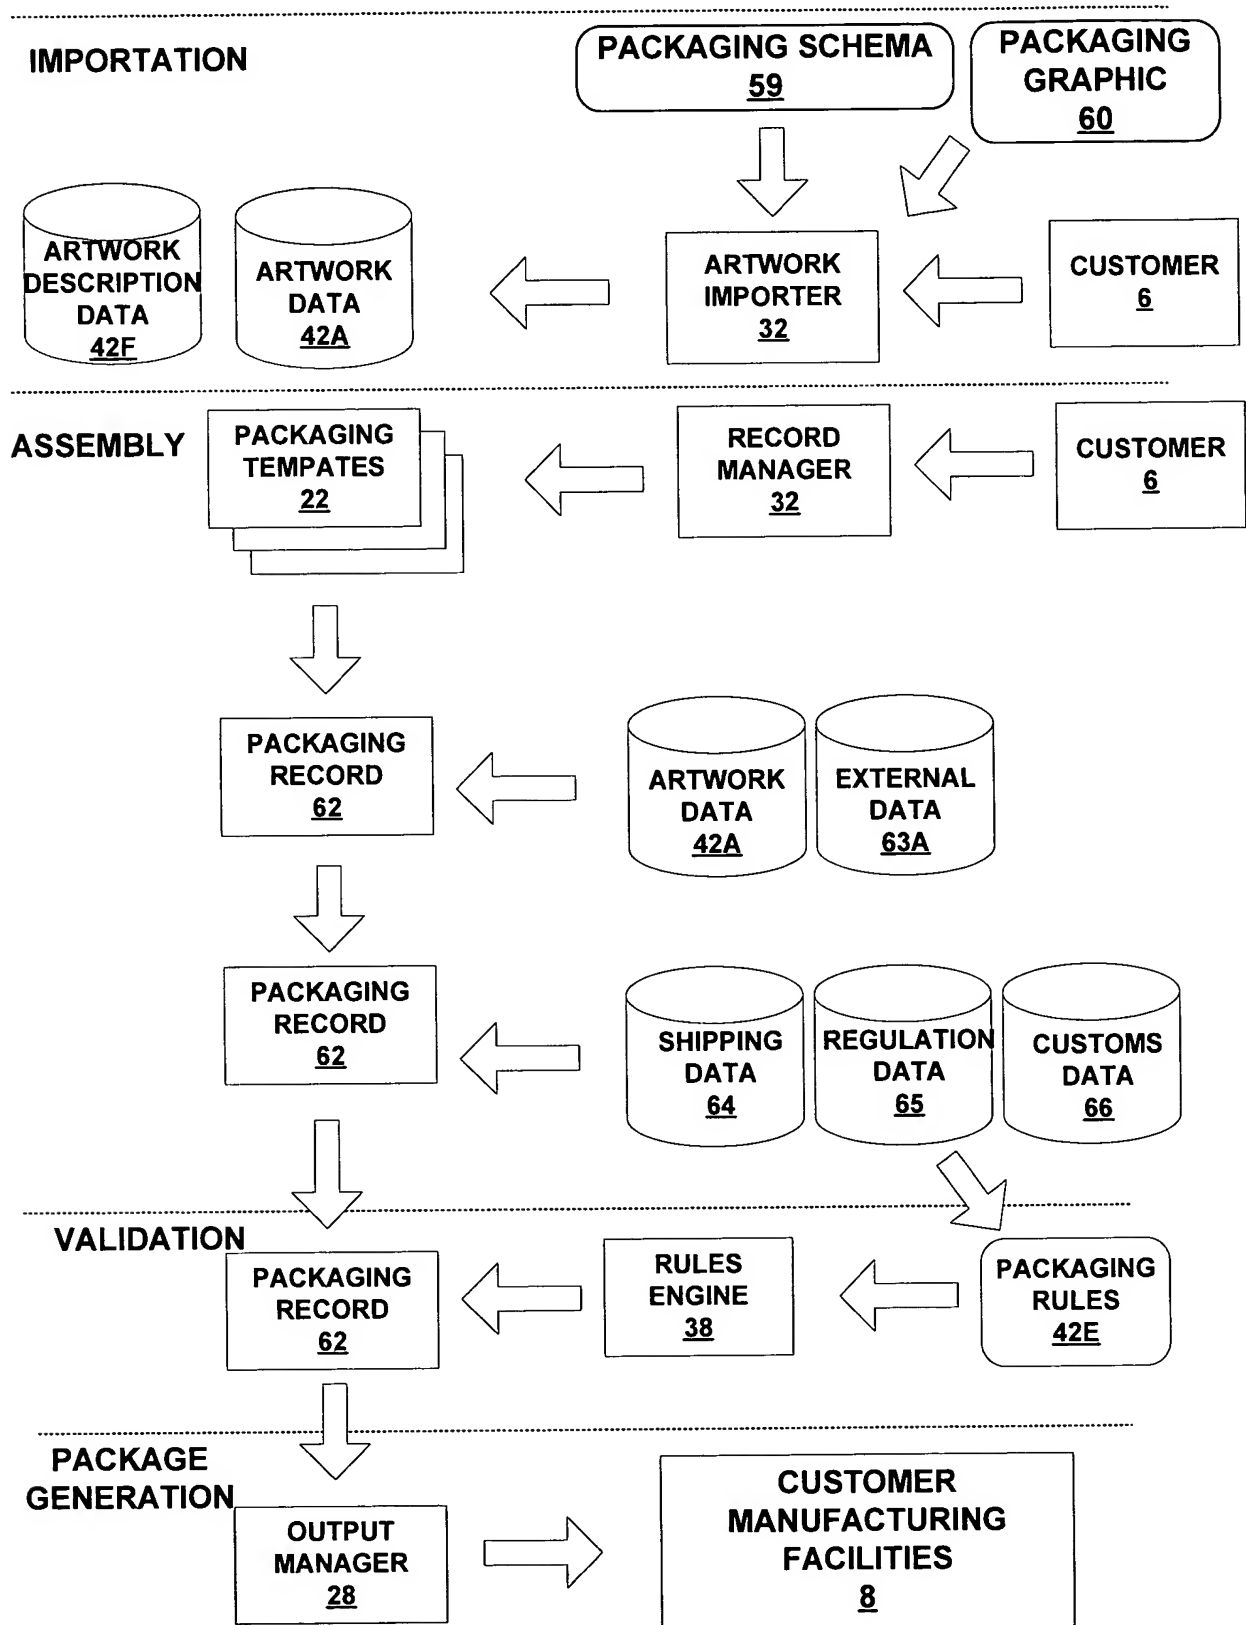 IMPORTATION
PACKAGING SCHEMA
59
PACKAGING
GRAPHIC
60
ARTWORK
DESCRIPTION
DATA
42F
ARTWORK
DATA
42A
ARTWORK
IMPORTER
32
CUSTOMER
6
ASSEMBLY
PACKAGING
TEMPATES
22
RECORD
MANAGER
32
CUSTOMER
6
PACKAGING
RECORD
62
ARTWORK
DATA
42A
EXTERNAL
DATA
63A
PACKAGING
RECORD
62
SHIPPING
DATA
64
REGULATION
DATA
65
CUSTOMS
DATA
66
VALIDATION
PACKAGING
RECORD
62
RULES
ENGINE
38
PACKAGING
RULES
42E
PACKAGE
GENERATION
OUTPUT
MANAGER
28
CUSTOMER
MANUFACTURING
FACILITIES
8